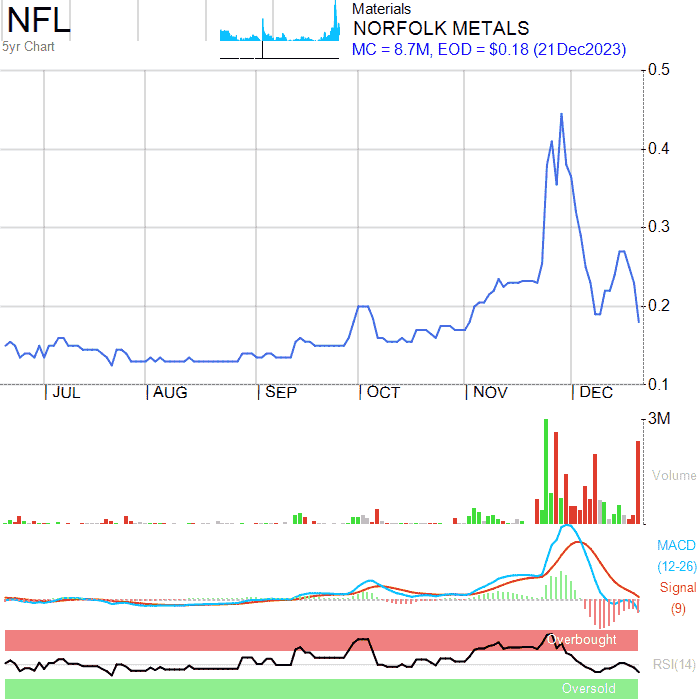 NFL
5yr Chart
Materials
NORFOLK METALS
MC = 8.7M, EOD = $0.18 (21Dec2023)
0.5
0.4
0.3
0.2
0.1
JUL AUG SEP OCT NOV DEC
3M
Volume
MACD
(12-26)
Signal
(9)
Overbought
RSI(14)
Oversold